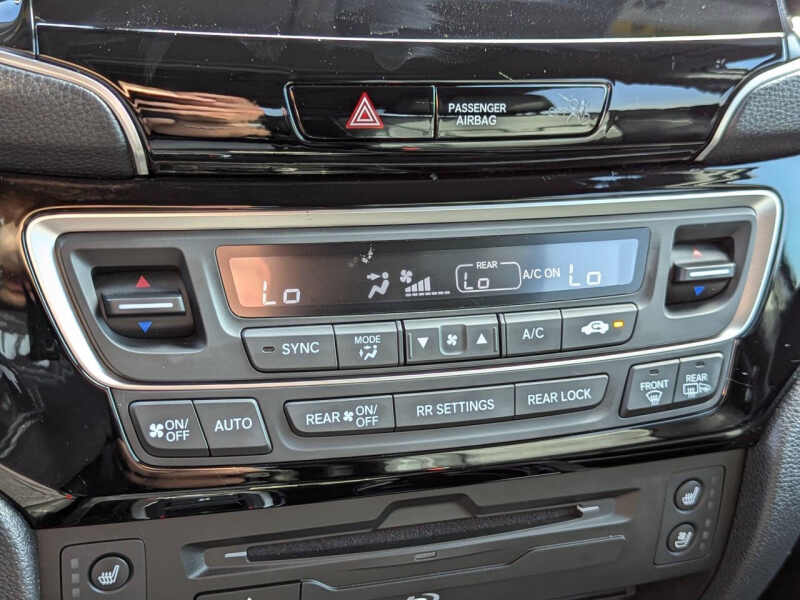 PASSENGER
AIRBAG
REAR
Lo
Lo
A/C ON
Lo
SYNC
MODE
A/C
ON/
OFF
AUTO
REAR
ON/
OFF
RR SETTINGS
REAR LOCK
FRONT
REAR